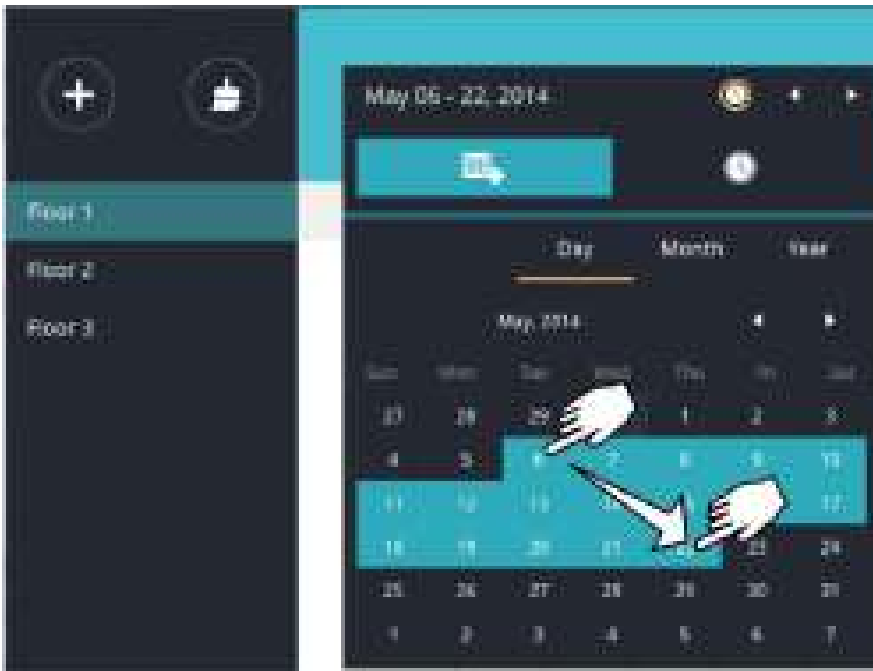 May 06 - 22, 2014
Floor 1
Floor 2
Floor 3
Day Month Year
May, 2014
Sun Mon Tue Wed Thu Fri Sat
27 28 29 1 2 3
4 5 6 7 8 9 10
11 12 13 14 17
18 19 20 21 22 23 24
25 26 27 28 29 30 31
1 2 3 4 5 6 7